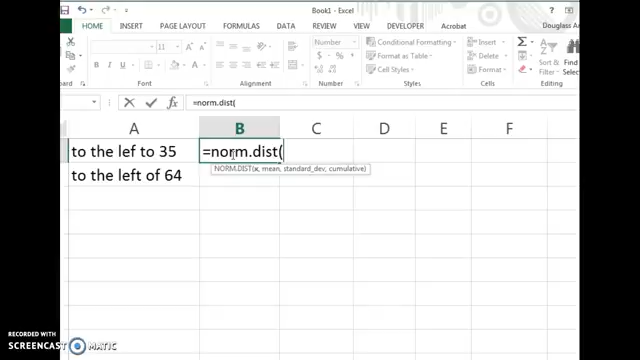 Book1 - Excel
HOME INSERT PAGE LAYOUT FORMULAS DATA REVIEW VIEW DEVELOPER Acrobat Douglass An
11
Number
Conditional Formatting
Format as Table
Cell Styles
Insert
Delete
Format
Sort &
Find
Filter
Font
Alignment
Number
Styles
Cells
Editing
=norm.dist(
A B C D E F
to the lef to 35 =norm.dist(
NORM.DIST(x, mean, standard_dev, cumulative)
to the left of 64
RECORDED WITH
SCREENCAST MATIC